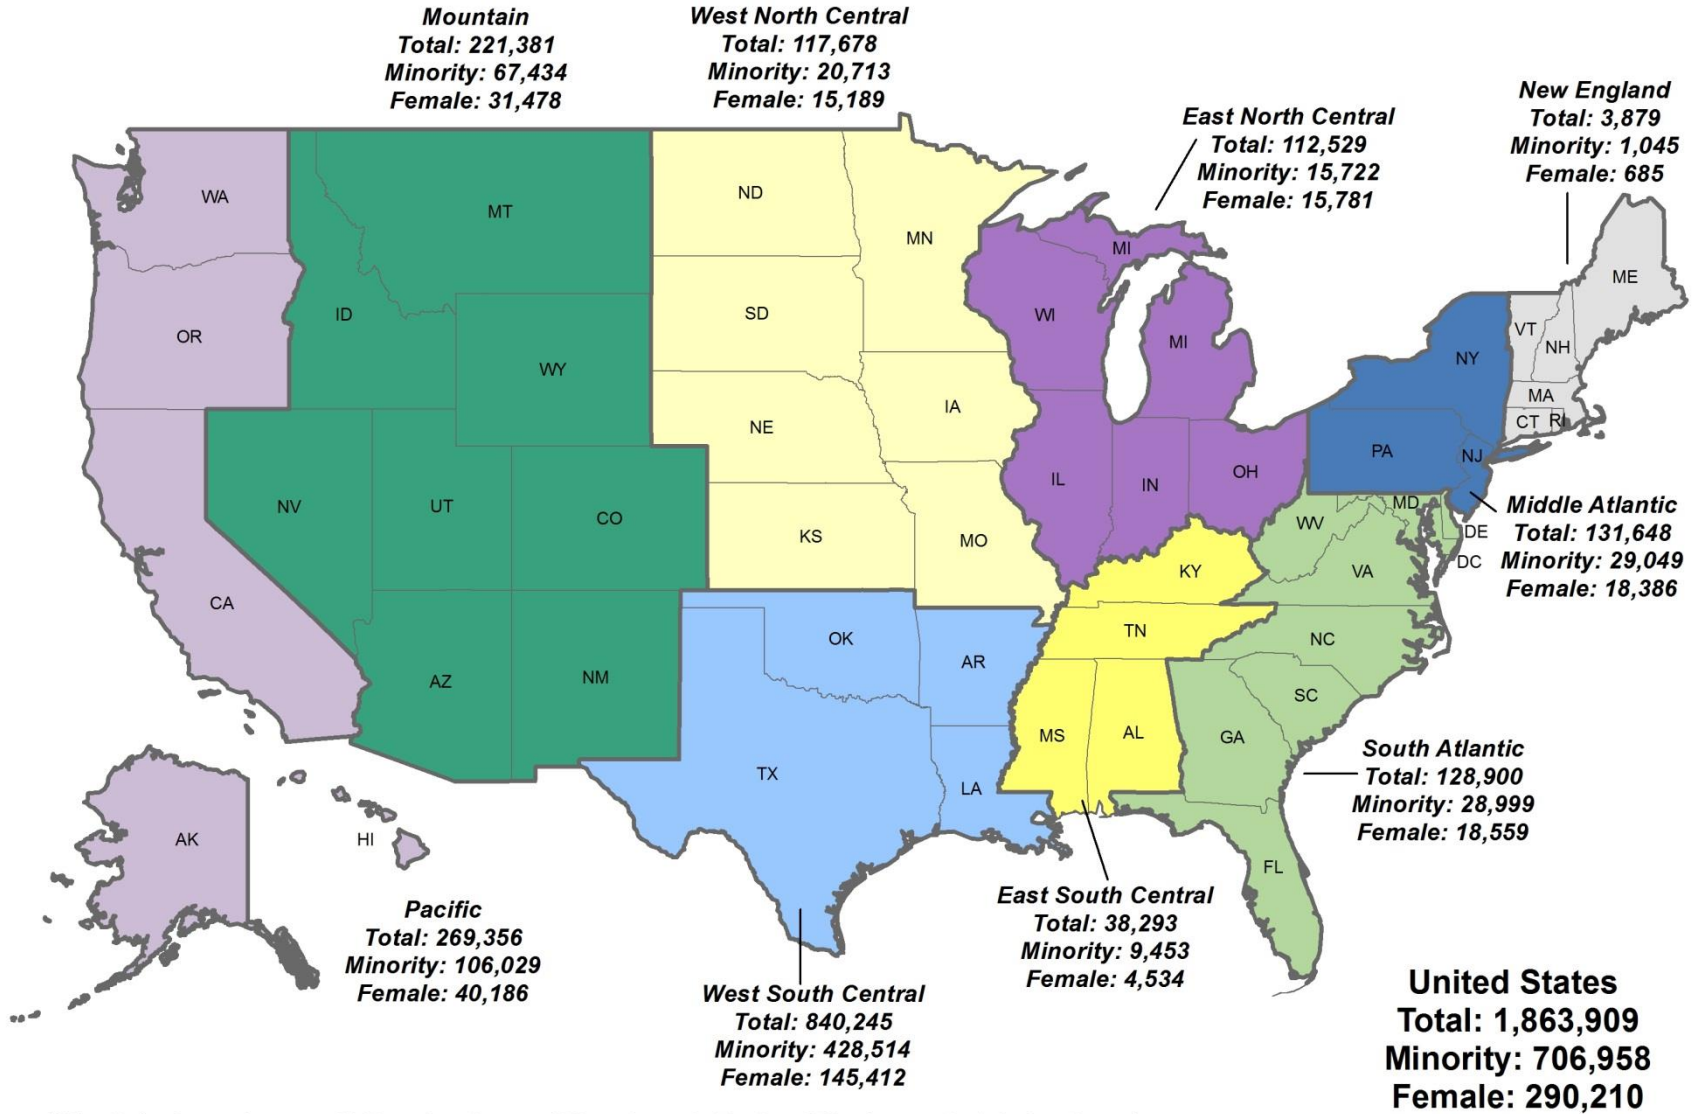 Mountain
Total: 221,381
Minority: 67,434
Female: 31,478
West North Central
Total: 117,678
Minority: 20,713
Female: 15,189
East North Central
Total: 112,529
Minority: 15,722
Female: 15,781
New England
Total: 3,879
Minority: 1,045
Female: 685
WA
MT
ND
MN
MI
ME
OR
ID
SD
WI
MI
VT
NH
NY
WY
MA
CT
RI
NE
IA
PA
NJ
NV
UT
CO
KS
MO
IL
IN
OH
WV
MD
DE
DC
VA
Middle Atlantic
Total: 131,648
Minority: 29,049
Female: 18,386
CA
KY
AZ
NM
OK
AR
TN
NC
SC
TX
LA
MS
AL
GA
South Atlantic
Total: 128,900
Minority: 28,999
Female: 18,559
AK
HI
FL
Pacific
Total: 269,356
Minority: 106,029
Female: 40,186
West South Central
Total: 840,245
Minority: 428,514
Female: 145,412
East South Central
Total: 38,293
Minority: 9,453
Female: 4,534
United States
Total: 1,863,909
Minority: 706,958
Female: 290,210